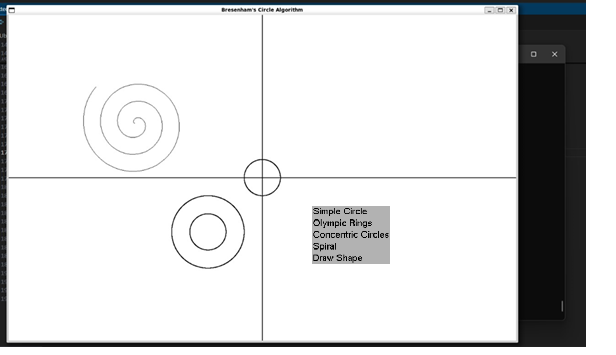 Bresenham's Circle Algorithm
Simple Circle
Olympic Rings
Concentric Circles
Spiral
Draw Shape